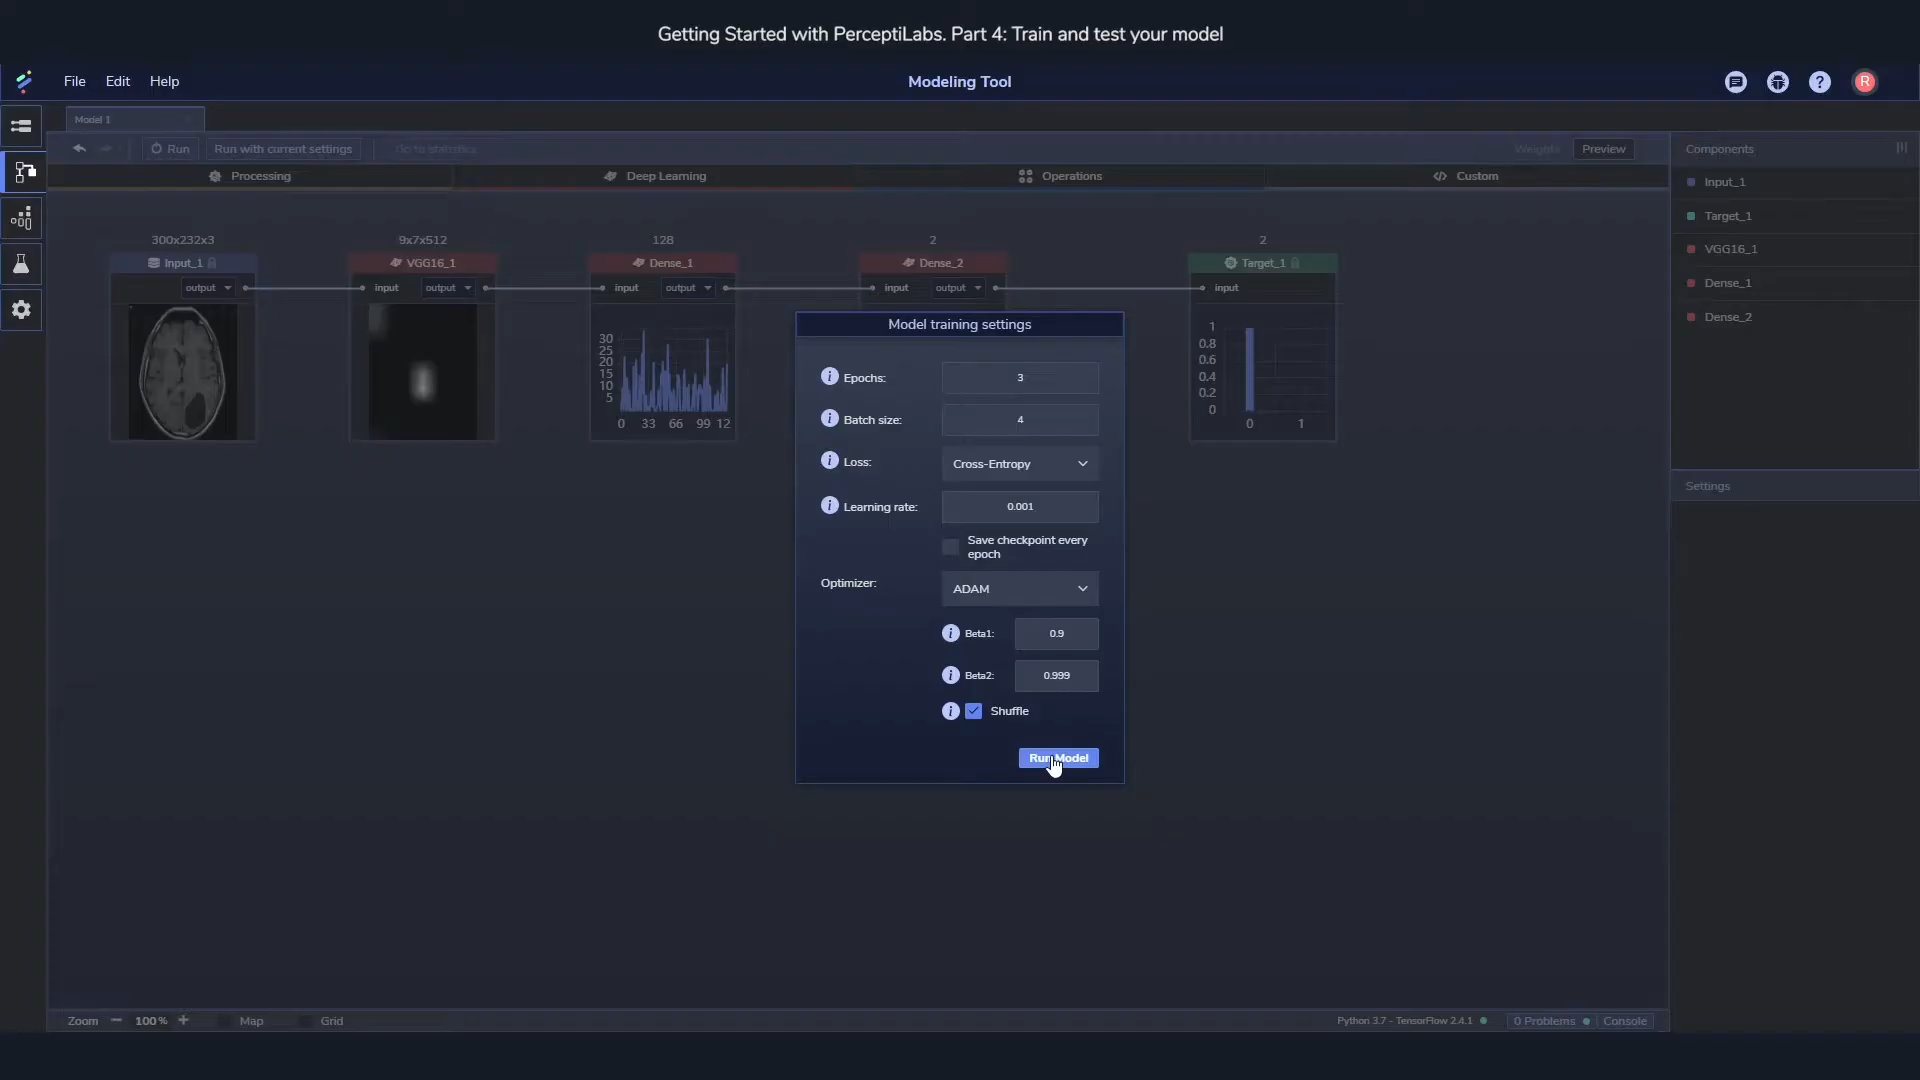 Getting Started with PerceptiLabs. Part 4: Train and test your model
File Edit Help
Modeling Tool
R
Model 1
Run Run with current settings Go to statistics
Weights Preview
Processing Deep Learning Operations Custom
Components
Input_1
Target_1
VGG16_1
Dense_1
Dense_2
Settings
300x232x3
Input_1
output
9x7x512
VGG16_1
input output
128
Dense_1
input output
30
25
20
15
10
5
0 33 66 99 12
2
Dense_2
input output
2
Target_1
input
1
0.8
0.6
0.4
0.2
0
0 1
Model training settings
i Epochs: 3
i Batch size: 4
i Loss: Cross-Entropy
i Learning rate: 0.001
Save checkpoint every
epoch
Optimizer: ADAM
i Beta1: 0.9
i Beta2: 0.999
i Shuffle
Run Model
Zoom − 100% + Map Grid
Python 3.7 - TensorFlow 2.4.1 0 Problems Console